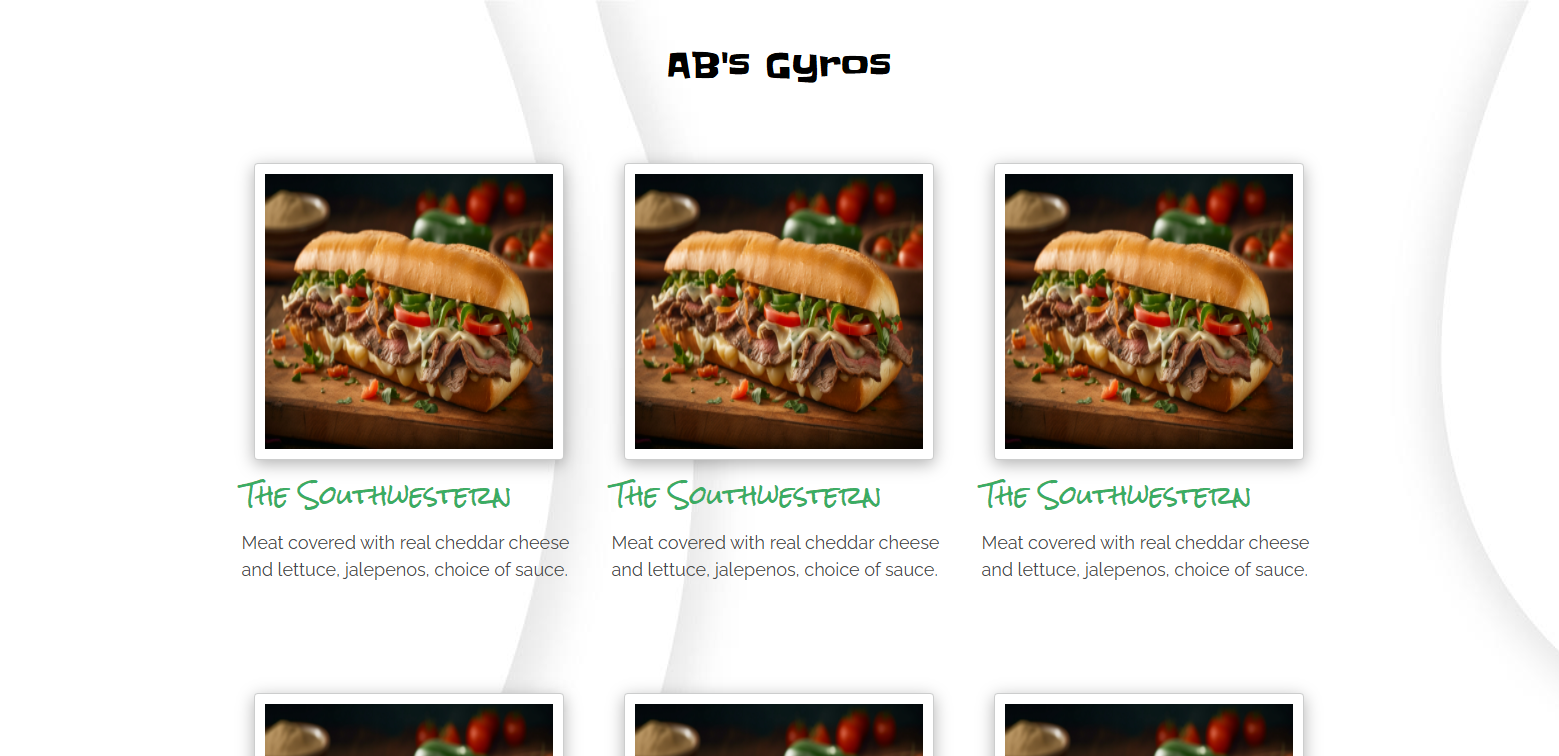 AB's Gyros
The Southwestern
Meat covered with real cheddar cheese
and lettuce, jalepenos, choice of sauce.
The Southwestern
Meat covered with real cheddar cheese
and lettuce, jalepenos, choice of sauce.
The Southwestern
Meat covered with real cheddar cheese
and lettuce, jalepenos, choice of sauce.